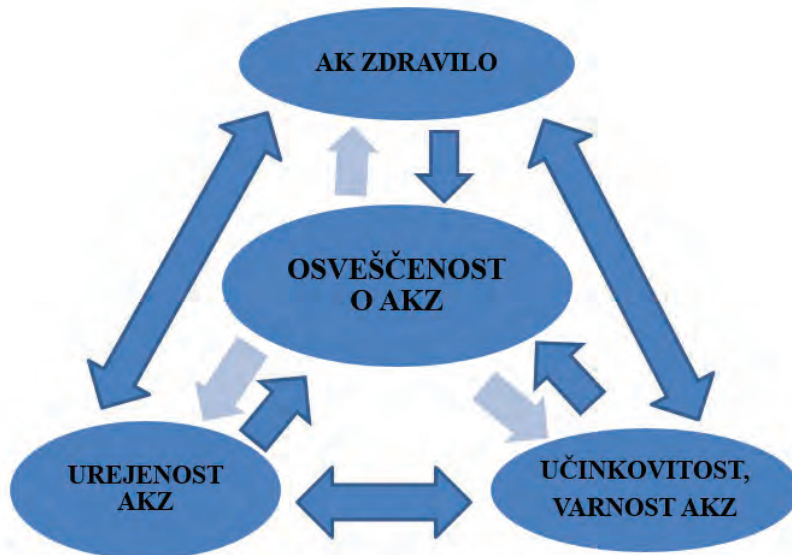 AK ZDRAVILO
OSVEŠČENOST
O AKZ
UREJENOST
AKZ
UČINKOVITOST,
VARNOST AKZ